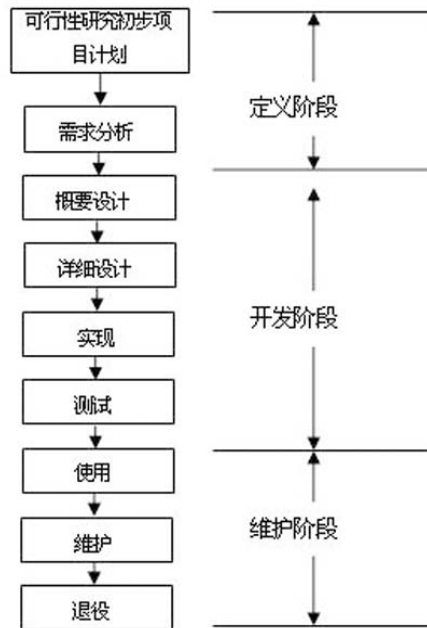 可行性研究初步项
目计划
定义阶段
需求分析
概要设计
详细设计
实现
开发阶段
测试
使用
维护
维护阶段
退役